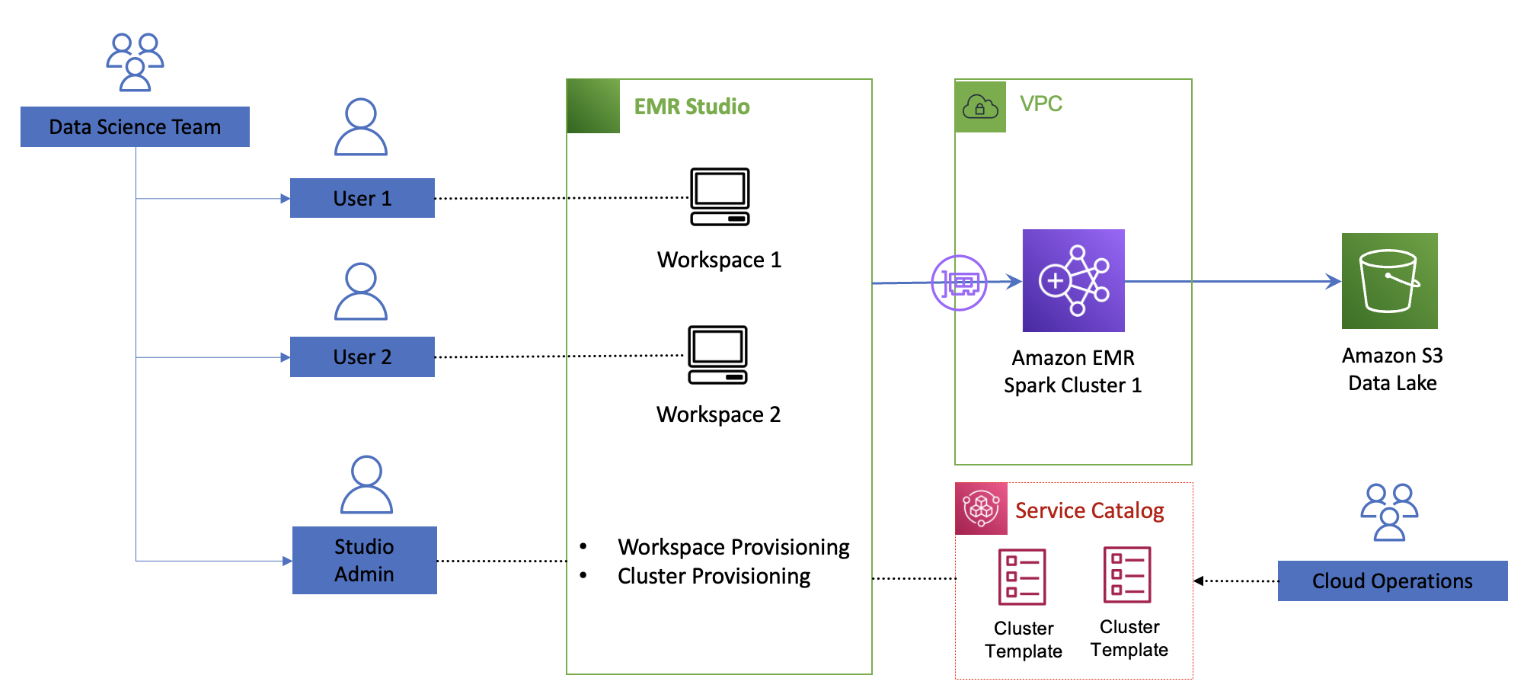 Data Science Team
User 1
User 2
Studio
Admin
EMR Studio
Workspace 1
Workspace 2
• Workspace Provisioning
• Cluster Provisioning
VPC
Amazon EMR
Spark Cluster 1
Amazon S3
Data Lake
Service Catalog
Cluster
Template
Cluster
Template
Cloud Operations